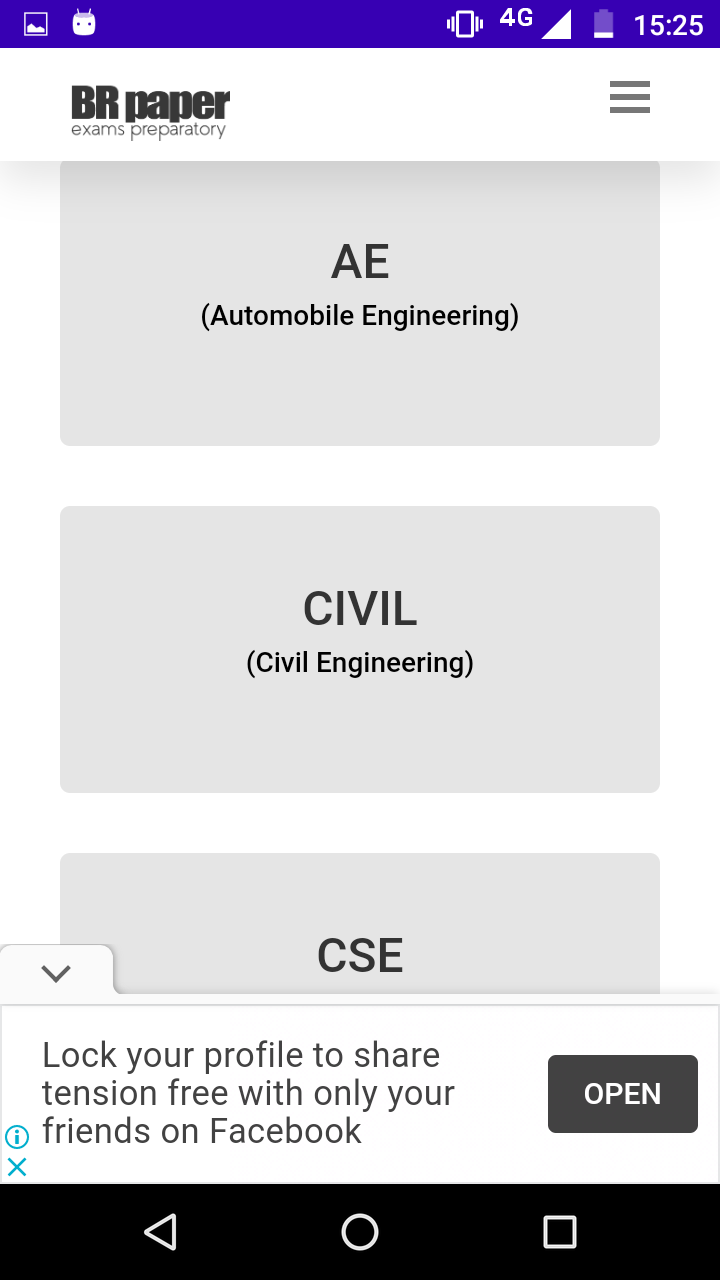 4G 15:25
BR paper
exams preparatory
AE
(Automobile Engineering)
CIVIL
(Civil Engineering)
CSE
Lock your profile to share
tension free with only your
friends on Facebook
OPEN